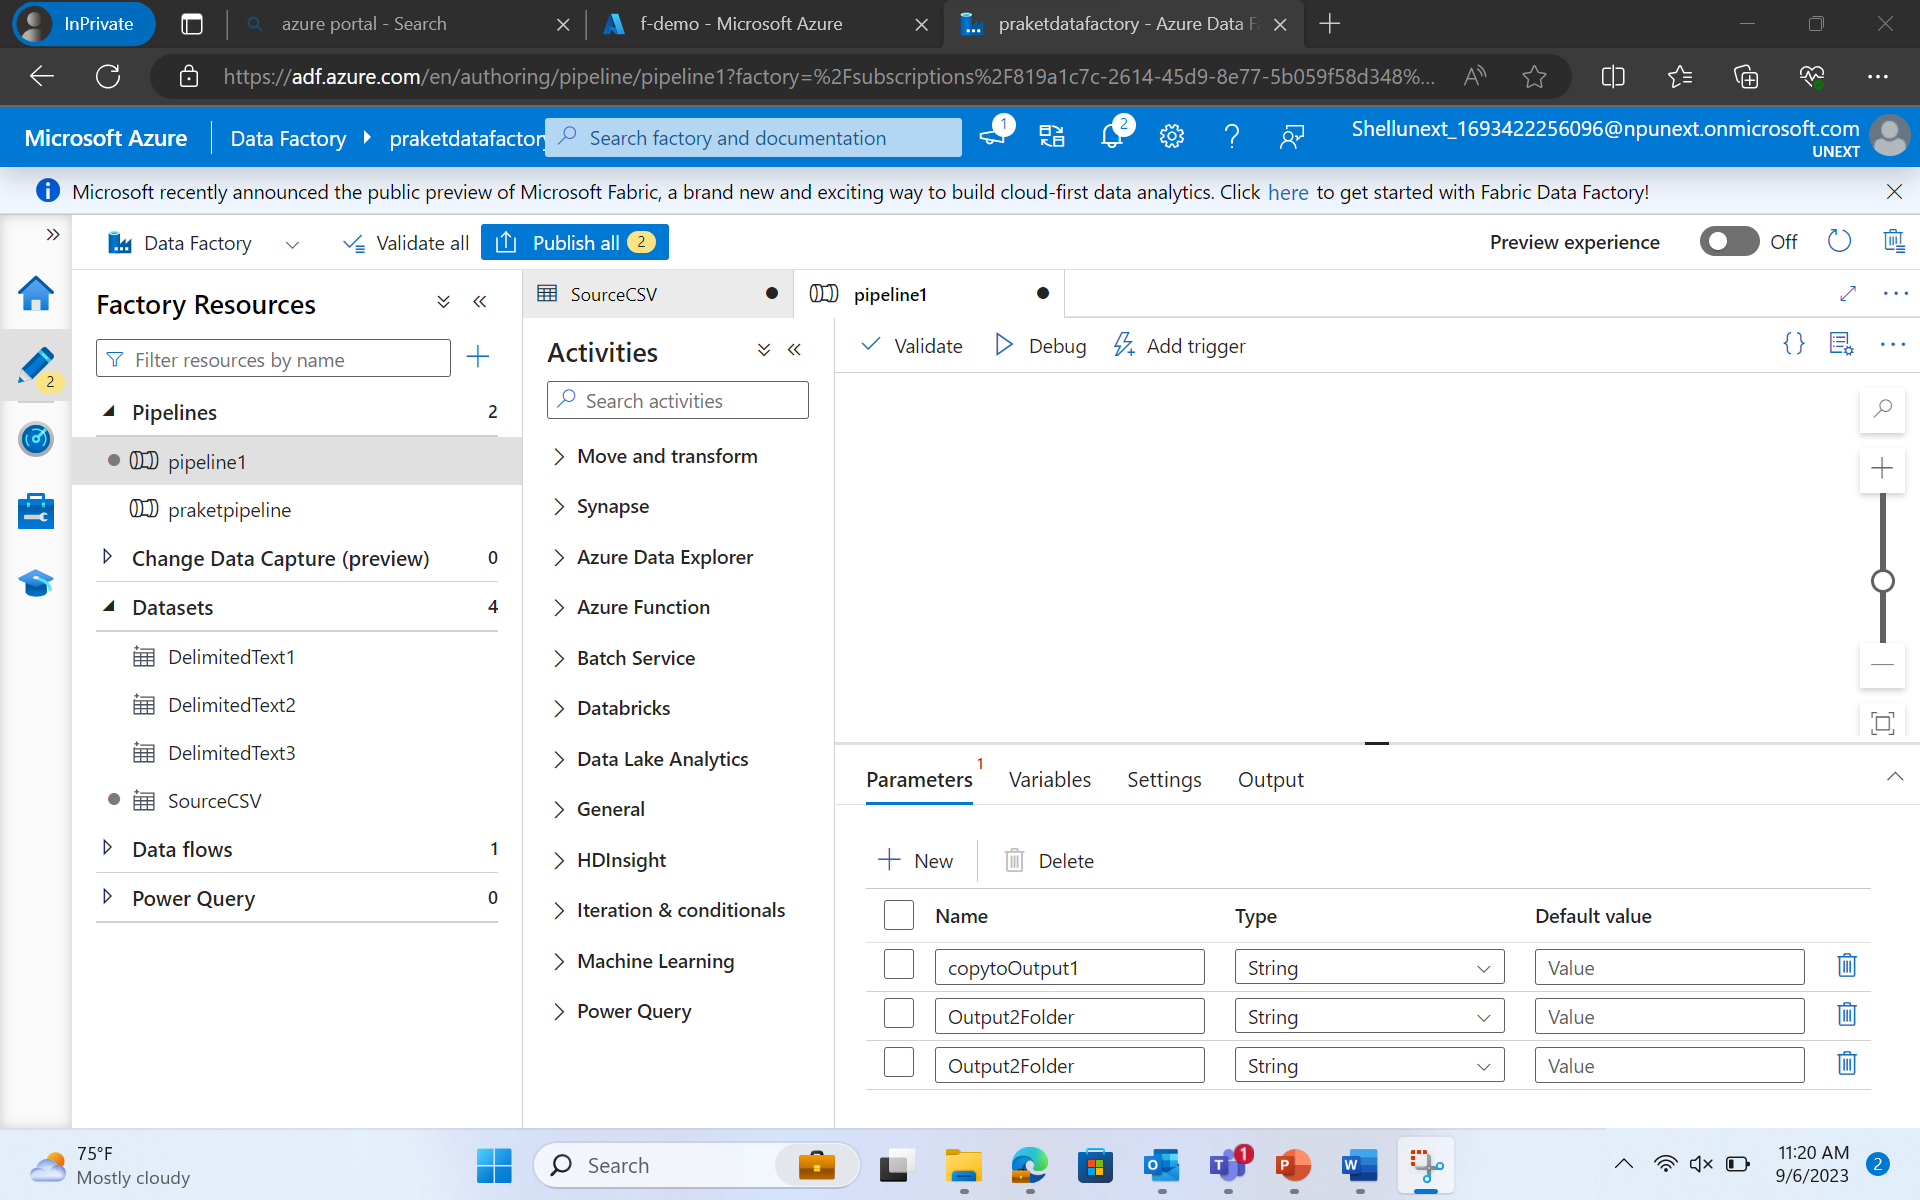 InPrivate
azure portal - Search
f-demo - Microsoft Azure
praketdatafactory - Azure Data F
https://adf.azure.com/en/authoring/pipeline/pipeline1?factory=%2Fsubscriptions%2F819a1c7c-2614-45d9-8e77-5b059f58d348%...
Microsoft Azure
Data Factory
praketdatafactory
Search factory and documentation
1
2
Shellunext_1693422256096@npunext.onmicrosoft.com
UNEXT
Microsoft recently announced the public preview of Microsoft Fabric, a brand new and exciting way to build cloud-first data analytics. Click here to get started with Fabric Data Factory!
Data Factory
Validate all
Publish all 2
Preview experience
Off
2
Factory Resources
Filter resources by name
Pipelines 2
pipeline1
praketpipeline
Change Data Capture (preview) 0
Datasets 4
DelimitedText1
DelimitedText2
DelimitedText3
SourceCSV
Data flows 1
Power Query 0
SourceCSV
pipeline1
Activities
Search activities
Move and transform
Synapse
Azure Data Explorer
Azure Function
Batch Service
Databricks
Data Lake Analytics
General
HDInsight
Iteration & conditionals
Machine Learning
Power Query
Validate
Debug
Add trigger
{}
Parameters 1
Variables
Settings
Output
New
Delete
Name Type Default value
copytoOutput1 String Value
Output2Folder String Value
Output2Folder String Value
75°F
Mostly cloudy
Search
1
11:20 AM
9/6/2023
2